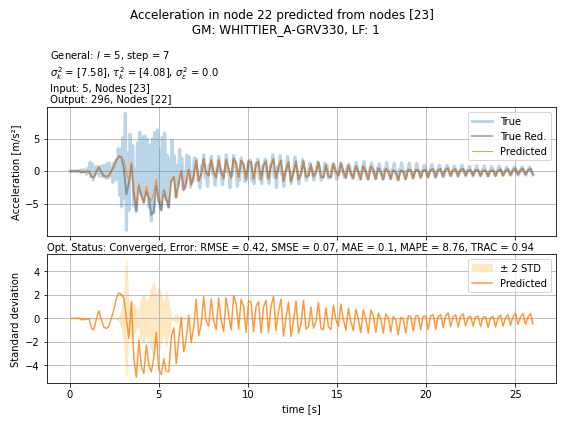 Acceleration in node 22 predicted from nodes [23]
GM: WHITTIER_A-GRV330, LF: 1
General: l = 5, step = 7
σ²ₖ = [7.58], τ²ₖ = [4.08], σ²ε = 0.0
Input: 5, Nodes [23]
Output: 296, Nodes [22]
True
True Red.
Predicted
5
0
−5
Acceleration [m/s²]
Opt. Status: Converged, Error: RMSE = 0.42, SMSE = 0.07, MAE = 0.1, MAPE = 8.76, TRAC = 0.94
± 2 STD
Predicted
4
2
0
−2
−4
Standard deviation
0 5 10 15 20 25
time [s]